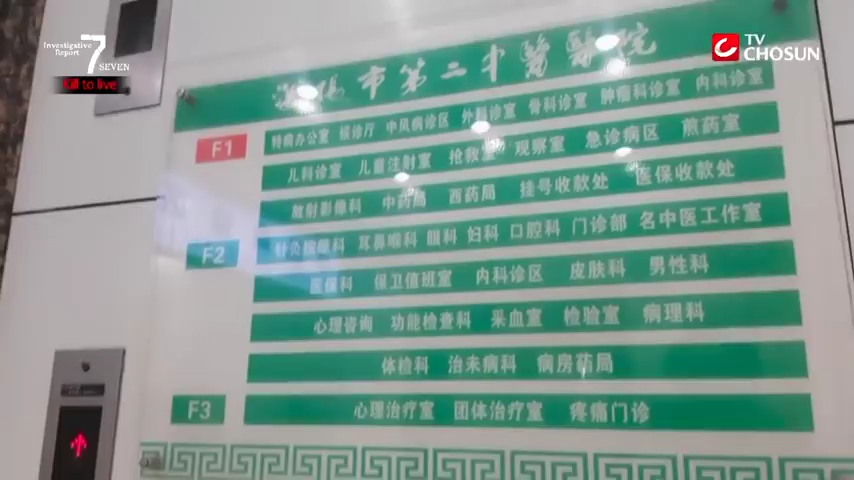 Investigative Report 7 SEVEN
Kill to live
TV CHOSUN
市第二中醫醫院
F1
特病办公室 候诊厅 中风病诊区 外科诊室 骨科诊室 肿瘤科诊室 内科诊室
儿科诊室 儿童注射室 抢救室 观察室 急诊病区 煎药室
放射影像科 中药局 西药局 挂号收款处 医保收款处
F2
针灸 科 耳鼻喉科 眼科 妇科 口腔科 门诊部 名中医工作室
医保科 保卫值班室 内科诊区 皮肤科 男性科
心理咨询 功能检查科 采血室 检验室 病理科
体检科 治未病科 病房药局
F3
心理治疗室 团体治疗室 疼痛门诊